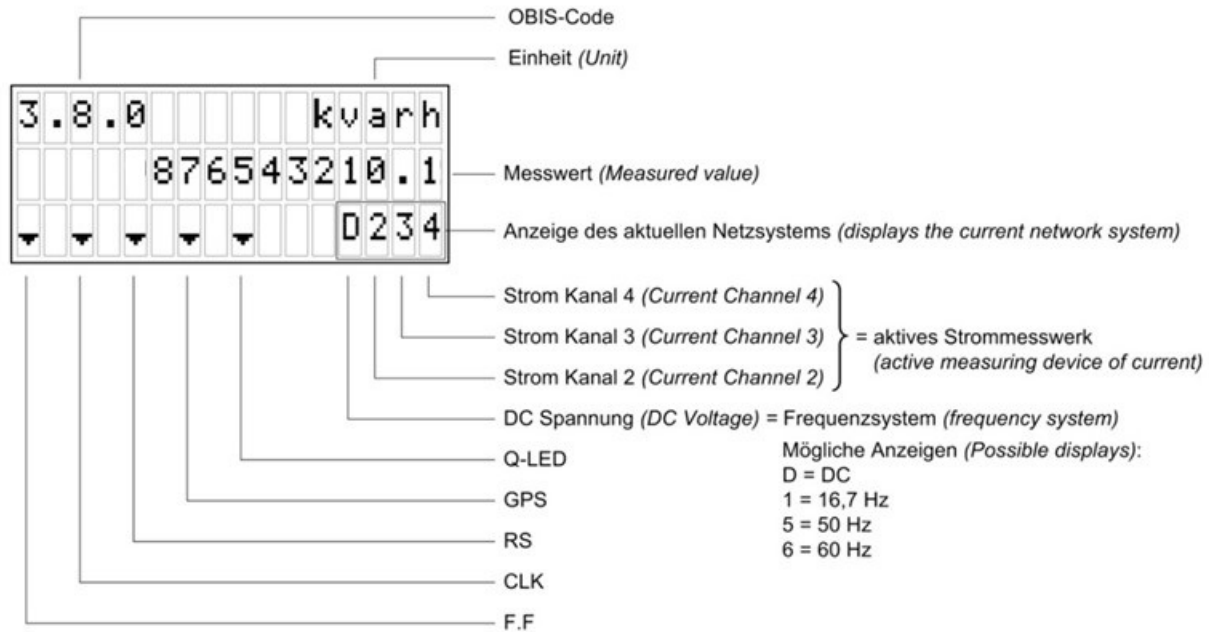 OBIS-Code
Einheit (Unit)
3.8.0 kvarh
876543210.1
Messwert (Measured value)
D234
Anzeige des aktuellen Netzsystems (displays the current network system)
Strom Kanal 4 (Current Channel 4)
Strom Kanal 3 (Current Channel 3)
= aktives Strommesswerk
(active measuring device of current)
Strom Kanal 2 (Current Channel 2)
DC Spannung (DC Voltage) = Frequenzsystem (frequency system)
Mögliche Anzeigen (Possible displays):
D = DC
1 = 16,7 Hz
5 = 50 Hz
6 = 60 Hz
Q-LED
GPS
RS
CLK
F.F